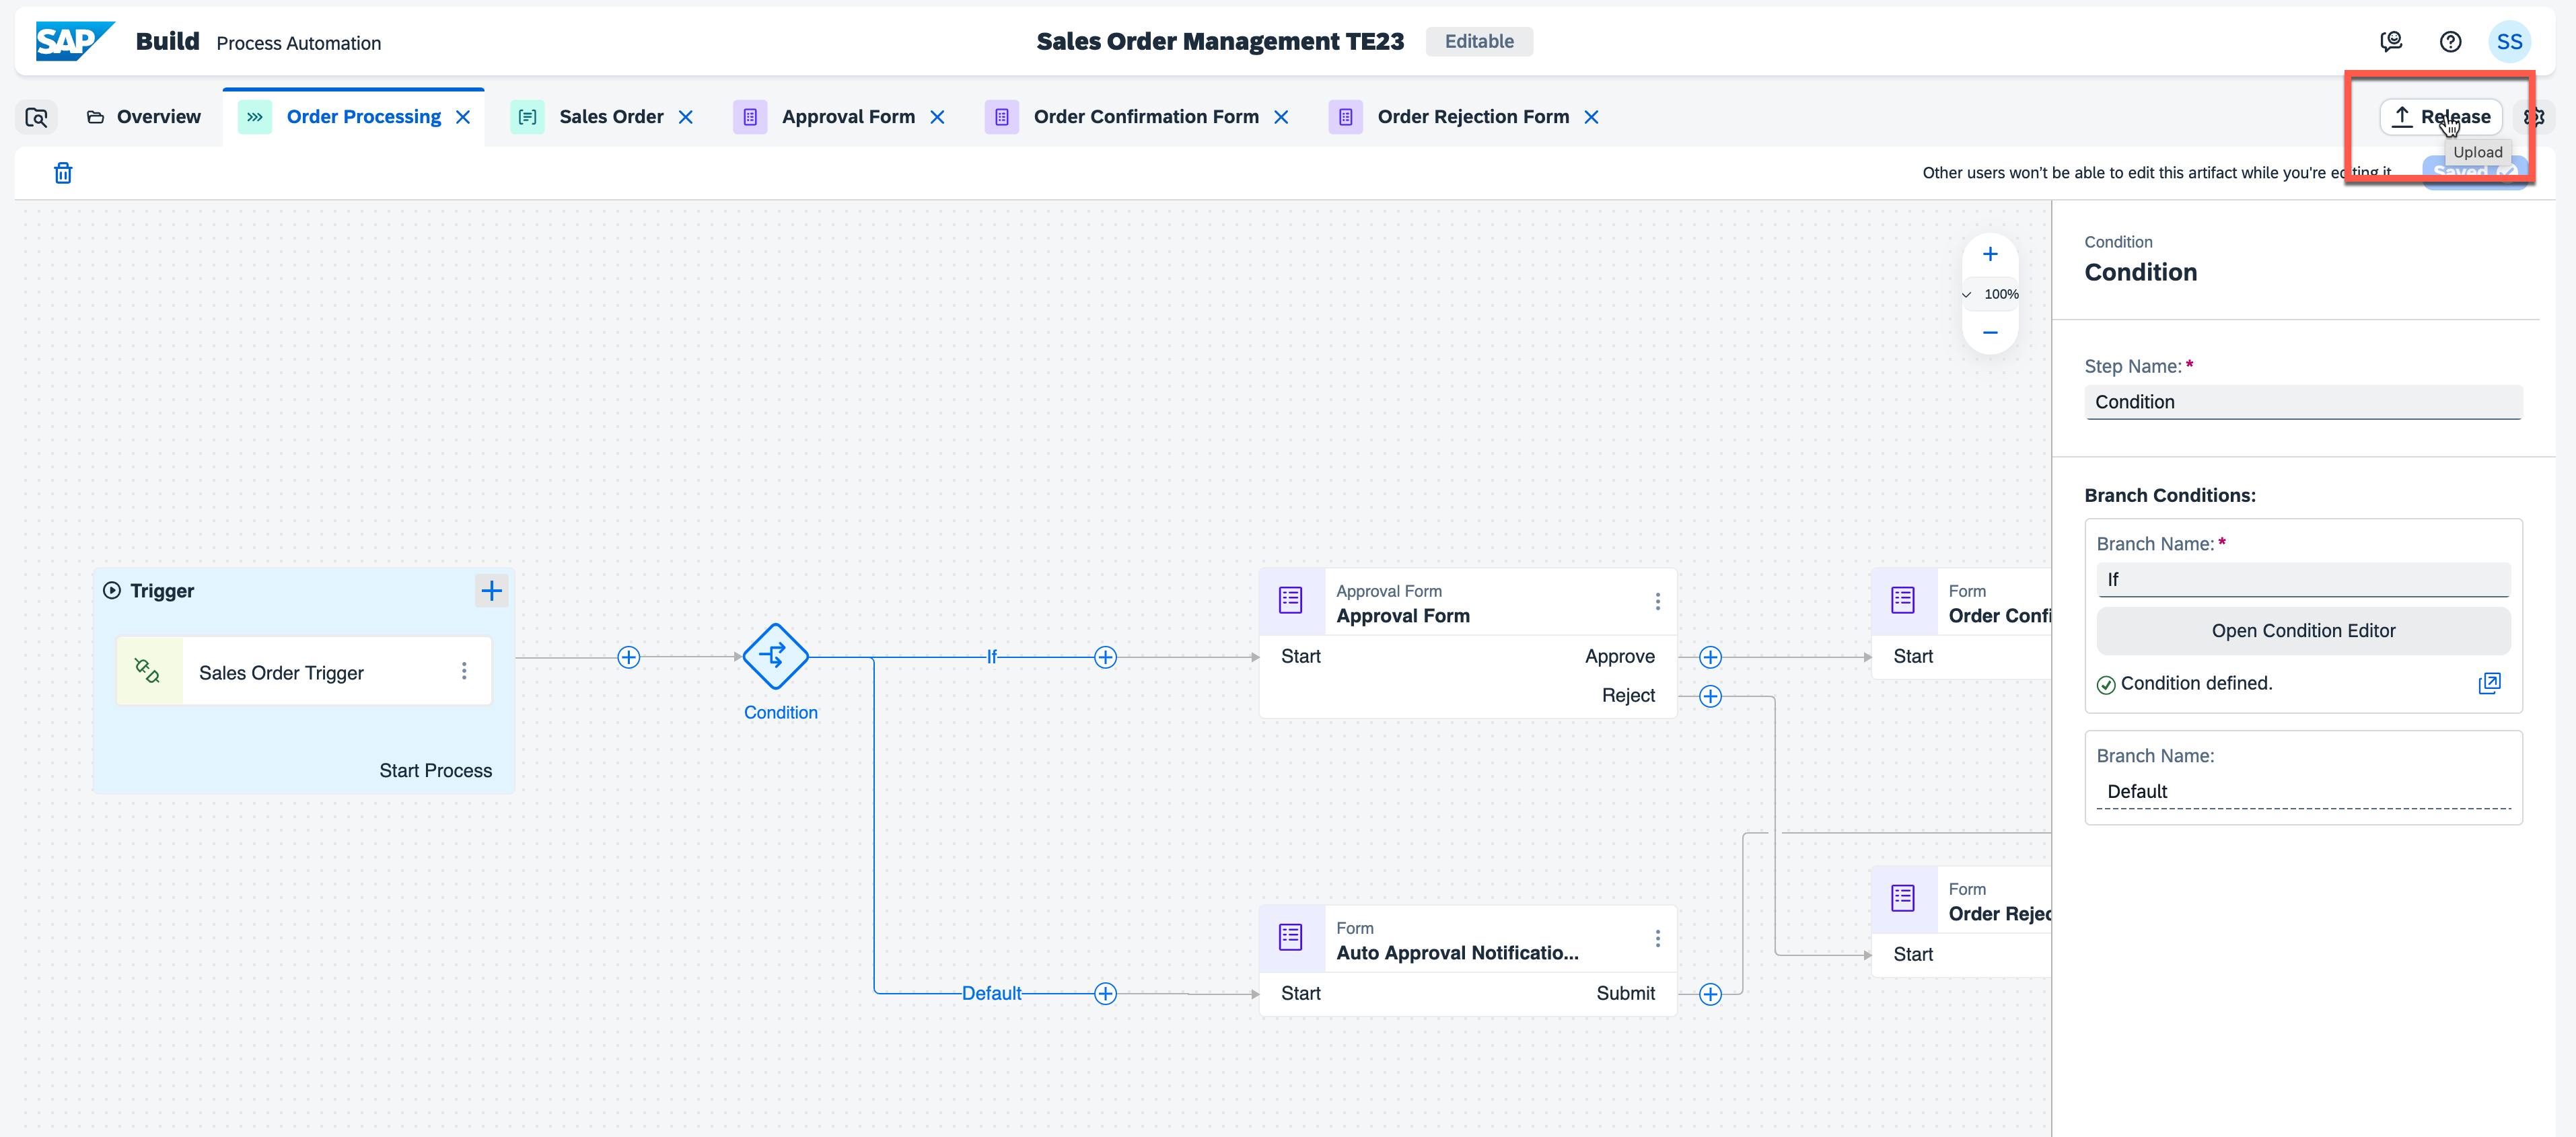 SAP Build Process Automation
Sales Order Management TE23 Editable
SS
Overview
Order Processing
Sales Order
Approval Form
Order Confirmation Form
Order Rejection Form
Release
Upload
Other users won't be able to edit this artifact while you're editing it
Saved
100%
Condition
Condition
Step Name: *
Condition
Branch Conditions:
Branch Name: *
If
Open Condition Editor
Condition defined.
Branch Name:
Default
Trigger
Sales Order Trigger
Start Process
Condition
If
Default
Approval Form
Approval Form
Start Approve
Reject
Form
Order Confi
Start
Form
Auto Approval Notificatio...
Start Submit
Form
Order Rejec
Start